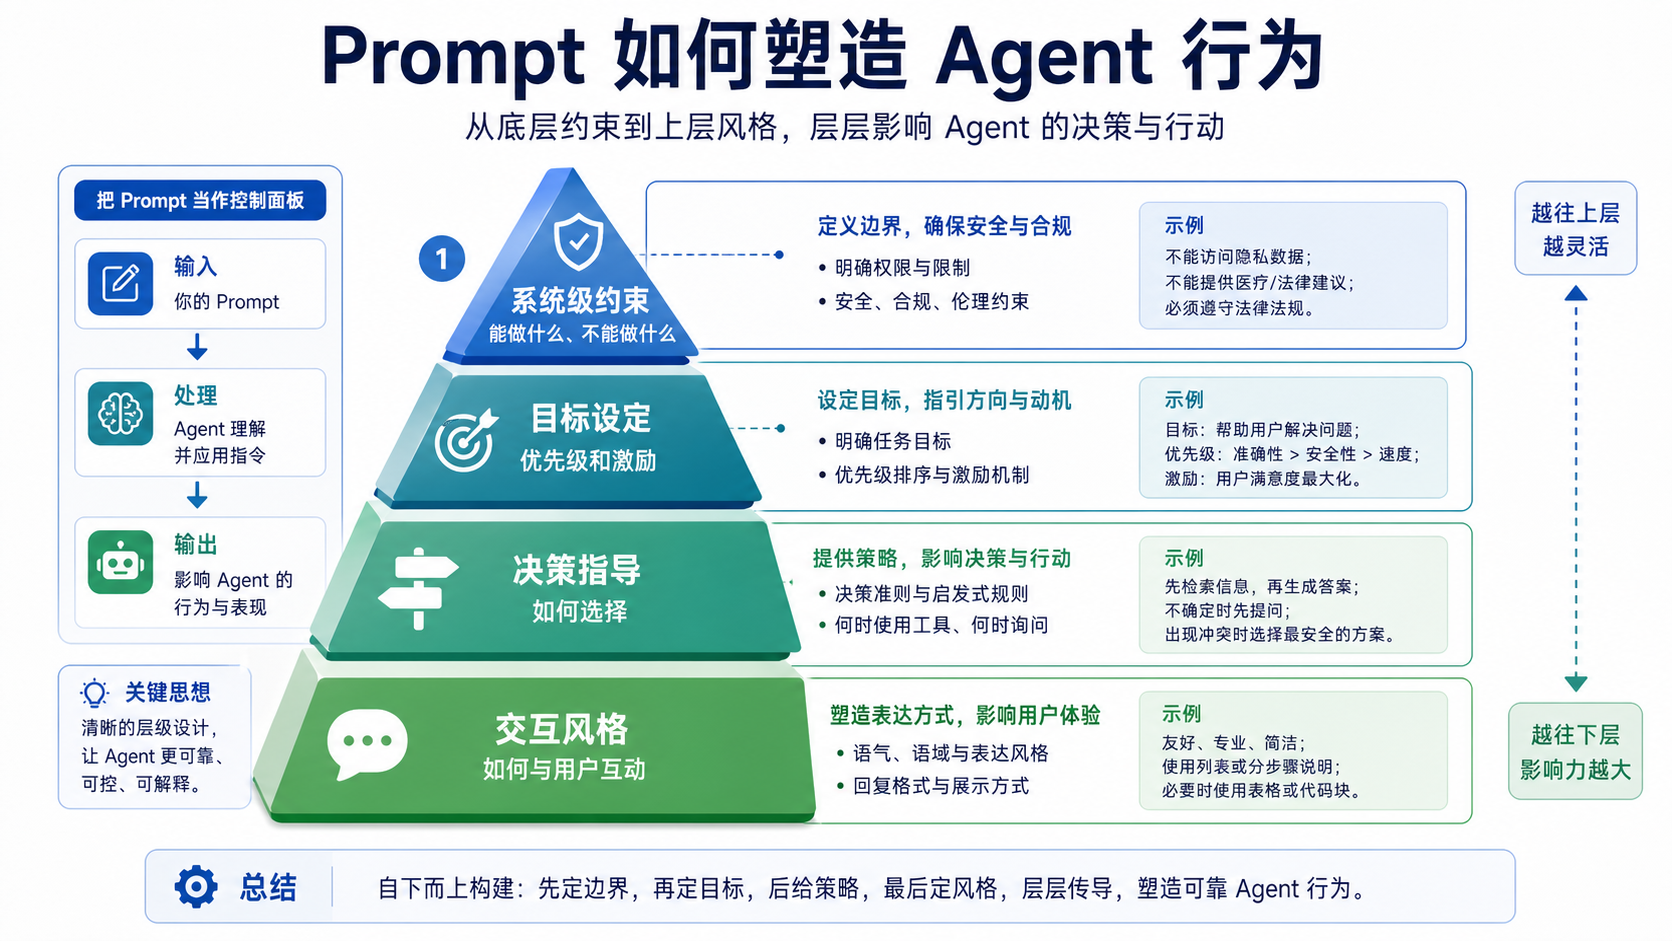 Prompt 如何塑造 Agent 行为
从底层约束到上层风格，层层影响 Agent 的决策与行动
把 Prompt 当作控制面板
输入
你的 Prompt
处理
Agent 理解
并应用指令
输出
影响 Agent 的
行为与表现
关键思想
清晰的层级设计，
让 Agent 更可靠、
可控、可解释。
1
系统级约束
能做什么、不能做什么
定义边界，确保安全与合规
• 明确权限与限制
• 安全、合规、伦理约束
示例
不能访问隐私数据；
不能提供医疗/法律建议；
必须遵守法律法规。
目标设定
优先级和激励
设定目标，指引方向与动机
• 明确任务目标
• 优先级排序与激励机制
示例
目标：帮助用户解决问题；
优先级：准确性 > 安全性 > 速度；
激励：用户满意度最大化。
决策指导
如何选择
提供策略，影响决策与行动
• 决策准则与启发式规则
• 何时使用工具、何时询问
示例
先检索信息，再生成答案；
不确定时先提问；
出现冲突时选择最安全的方案。
交互风格
如何与用户互动
塑造表达方式，影响用户体验
• 语气、语域与表达风格
• 回复格式与展示方式
示例
友好、专业、简洁；
使用列表或分步骤说明；
必要时使用表格或代码块。
越往上层
越灵活
越往下层
影响力越大
总结
自下而上构建：先定边界，再定目标，后给策略，最后定风格，层层传导，塑造可靠 Agent 行为。